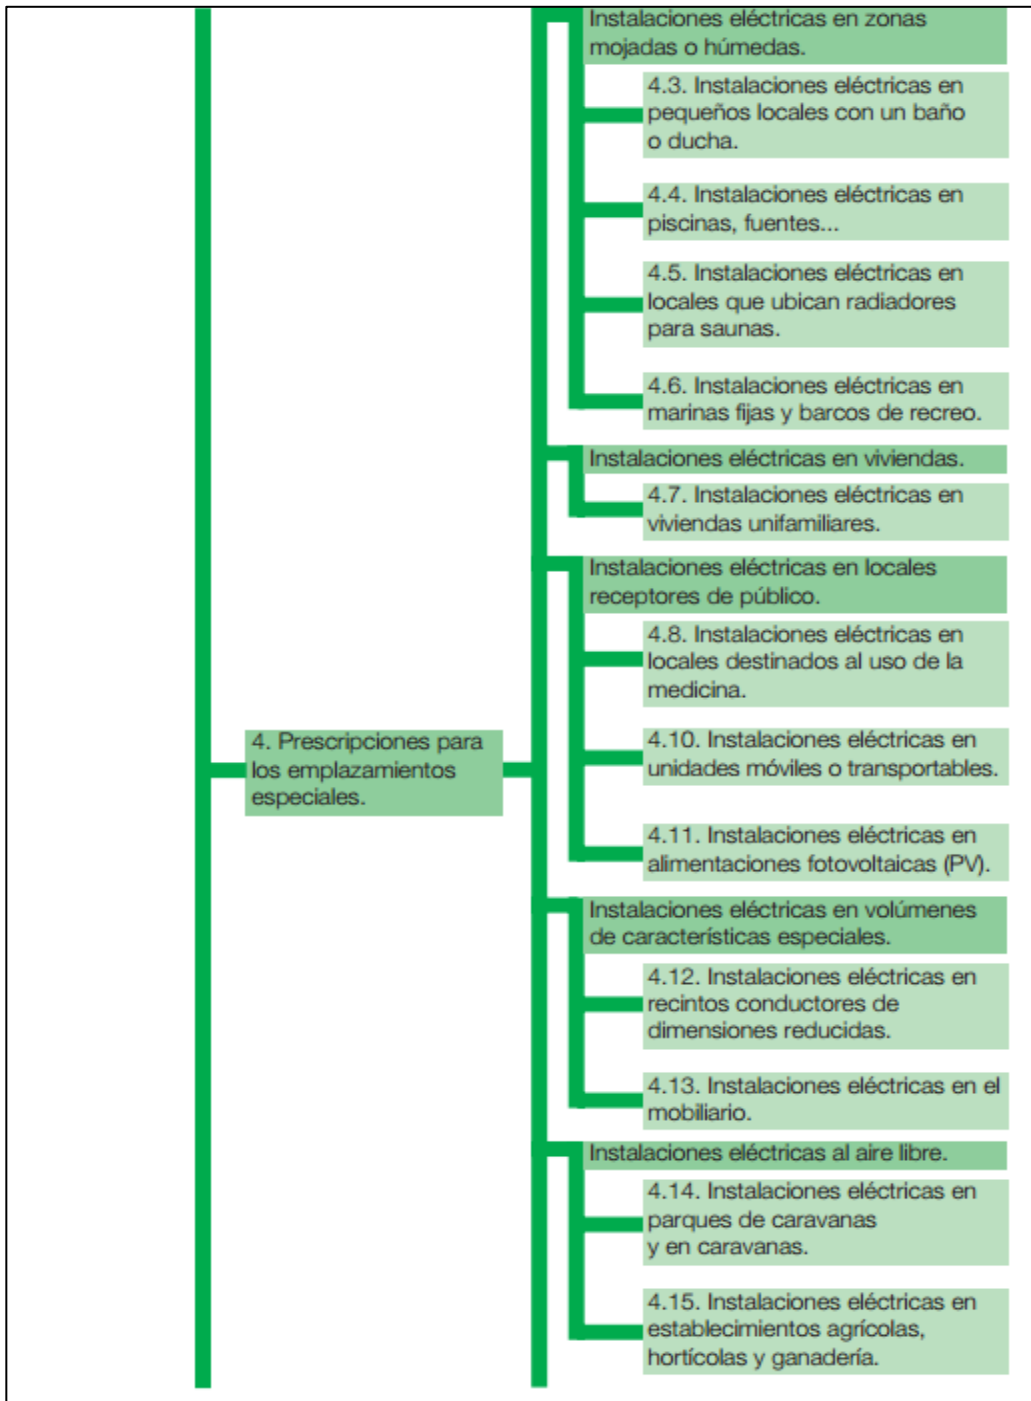 Instalaciones eléctricas en zonas
mojadas o húmedas.
4.3. Instalaciones eléctricas en
pequeños locales con un baño
o ducha.
4.4. Instalaciones eléctricas en
piscinas, fuentes...
4.5. Instalaciones eléctricas en
locales que ubican radiadores
para saunas.
4.6. Instalaciones eléctricas en
marinas fijas y barcos de recreo.
Instalaciones eléctricas en viviendas.
4.7. Instalaciones eléctricas en
viviendas unifamiliares.
Instalaciones eléctricas en locales
receptores de público.
4.8. Instalaciones eléctricas en
locales destinados al uso de la
medicina.
4. Prescripciones para
los emplazamientos
especiales.
4.10. Instalaciones eléctricas en
unidades móviles o transportables.
4.11. Instalaciones eléctricas en
alimentaciones fotovoltaicas (PV).
Instalaciones eléctricas en volúmenes
de características especiales.
4.12. Instalaciones eléctricas en
recintos conductores de
dimensiones reducidas.
4.13. Instalaciones eléctricas en el
mobiliario.
Instalaciones eléctricas al aire libre.
4.14. Instalaciones eléctricas en
parques de caravanas
y en caravanas.
4.15. Instalaciones eléctricas en
establecimientos agrícolas,
hortícolas y ganadería.